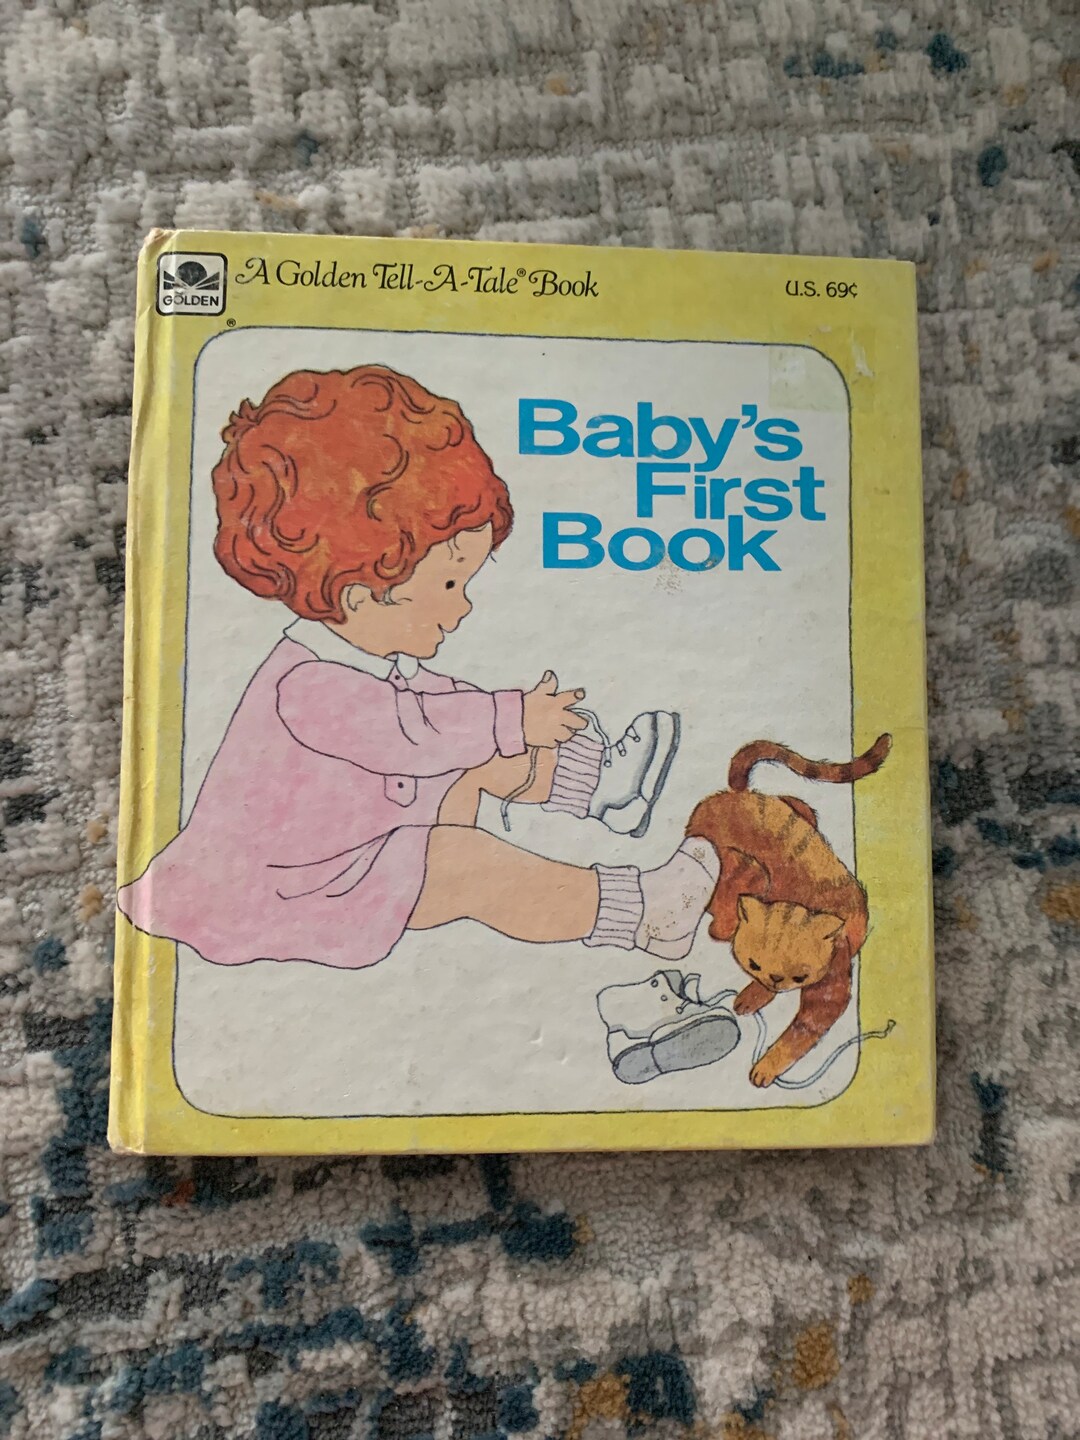 GOLDEN
®
A Golden Tell-A-Tale® Book
U.S. 69¢
Baby's
First
Book